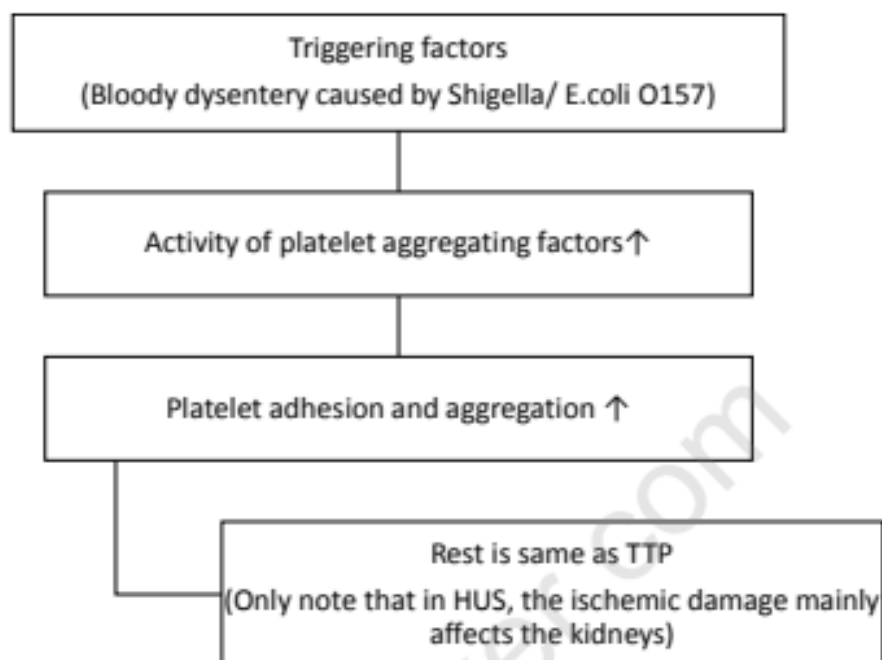 Triggering factors
(Bloody dysentery caused by Shigella/ E.coli O157)
Activity of platelet aggregating factors↑
Platelet adhesion and aggregation ↑
Rest is same as TTP
(Only note that in HUS, the ischemic damage mainly
affects the kidneys)